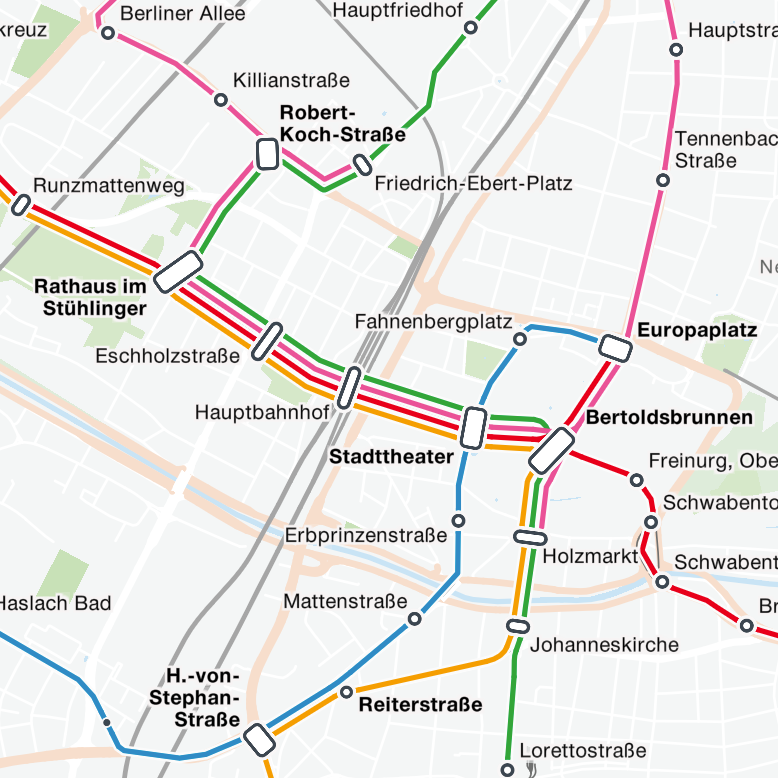 Hauptfriedhof
Berliner Allee
kreuz
Hauptstra
Killianstraße
Robert-
Koch-Straße
Tennenbac
Straße
Friedrich-Ebert-Platz
Runzmattenweg
Ne
Rathaus im
Stühlinger
Fahnenbergplatz
Europaplatz
Eschholzstraße
Hauptbahnhof
Bertoldsbrunnen
Stadttheater
Freinurg, Obe
Schwabento
Erbprinzenstraße
Holzmarkt
Schwabent
Haslach Bad
Mattenstraße
Br
Johanneskirche
H.-von-
Stephan-
Straße
Reiterstraße
Lorettostraße